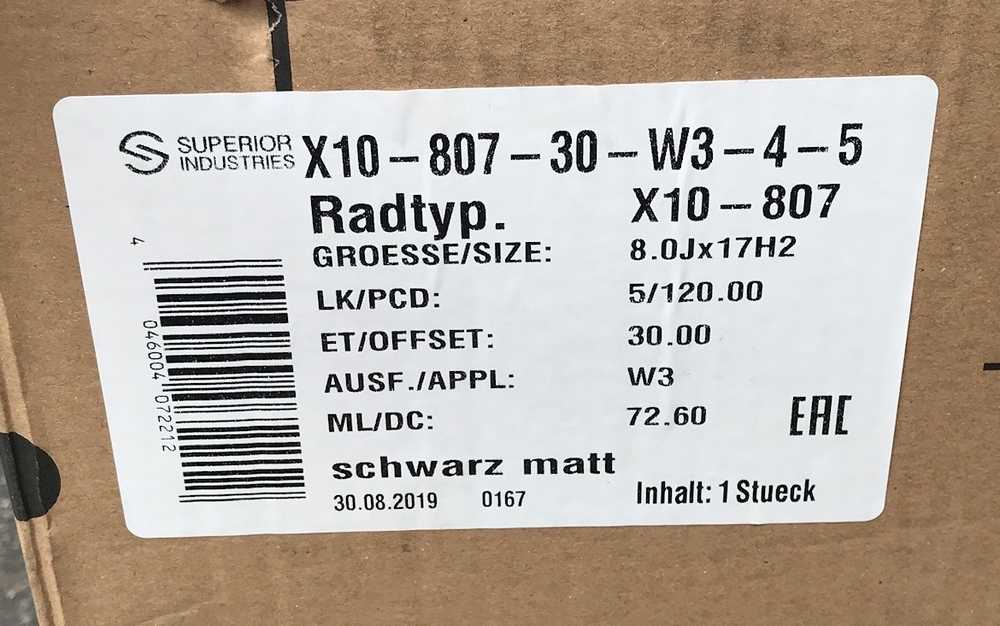 SUPERIOR
INDUSTRIES
X10-807-30-W3-4-5
Radtyp. X10-807
GROESSE/SIZE: 8.0Jx17H2
LK/PCD: 5/120.00
ET/OFFSET: 30.00
AUSF./APPL: W3
ML/DC: 72.60
EAC
schwarz matt
30.08.2019 0167
Inhalt: 1 Stueck
4 046004 072212